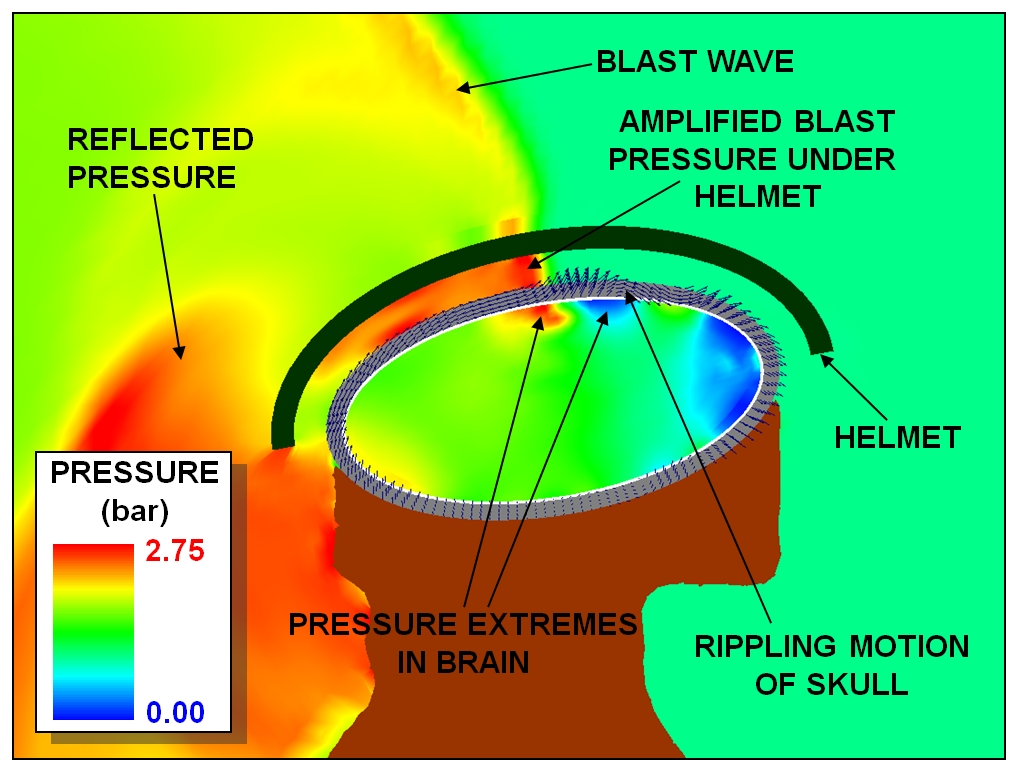 BLAST WAVE
AMPLIFIED BLAST
PRESSURE UNDER
HELMET
REFLECTED
PRESSURE
HELMET
PRESSURE
(bar)
2.75
0.00
PRESSURE EXTREMES
IN BRAIN
RIPPLING MOTION
OF SKULL